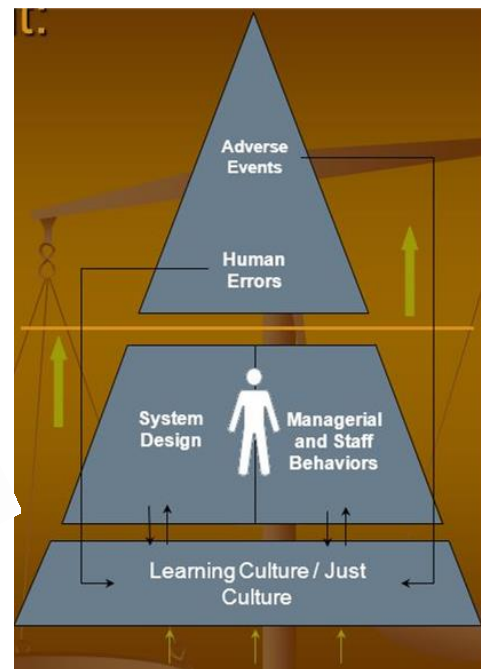 Adverse
Events
Human
Errors
System
Design
Managerial
and Staff
Behaviors
Learning Culture / Just
Culture